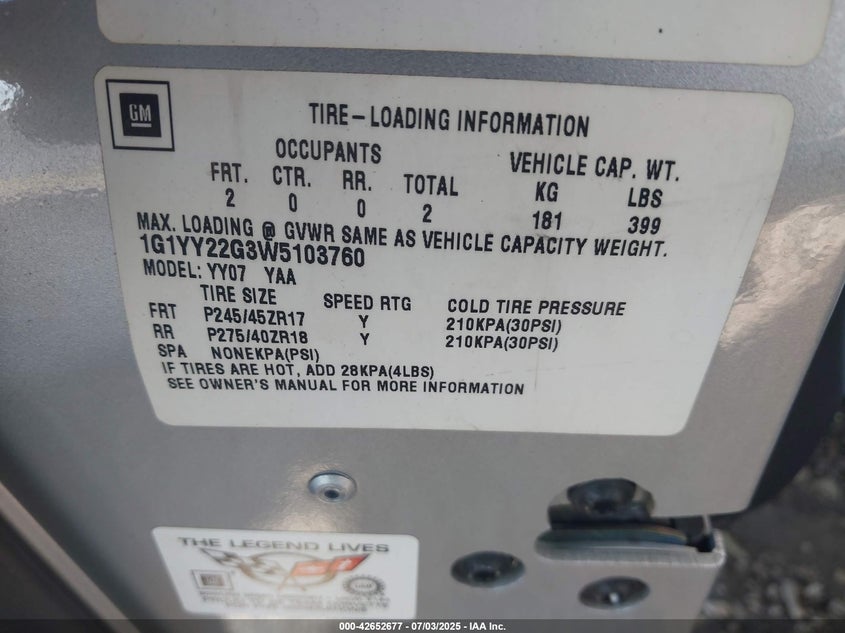 GM
TIRE-LOADING INFORMATION
OCCUPANTS VEHICLE CAP. WT.
FRT. CTR. RR. TOTAL KG LBS
2 0 0 2 181 399
MAX. LOADING @ GVWR SAME AS VEHICLE CAPACITY WEIGHT.
1G1YY22G3W5103760
MODEL: YY07 YAA
TIRE SIZE SPEED RTG COLD TIRE PRESSURE
FRT P245/45ZR17 Y 210KPA(30PSI)
RR P275/40ZR18 Y 210KPA(30PSI)
SPA NONEKPA(PSI)
IF TIRES ARE HOT, ADD 28KPA(4LBS)
SEE OWNER'S MANUAL FOR MORE INFORMATION
THE LEGEND LIVES
GM
000-42652677 - 07/03/2025 - IAA Inc.